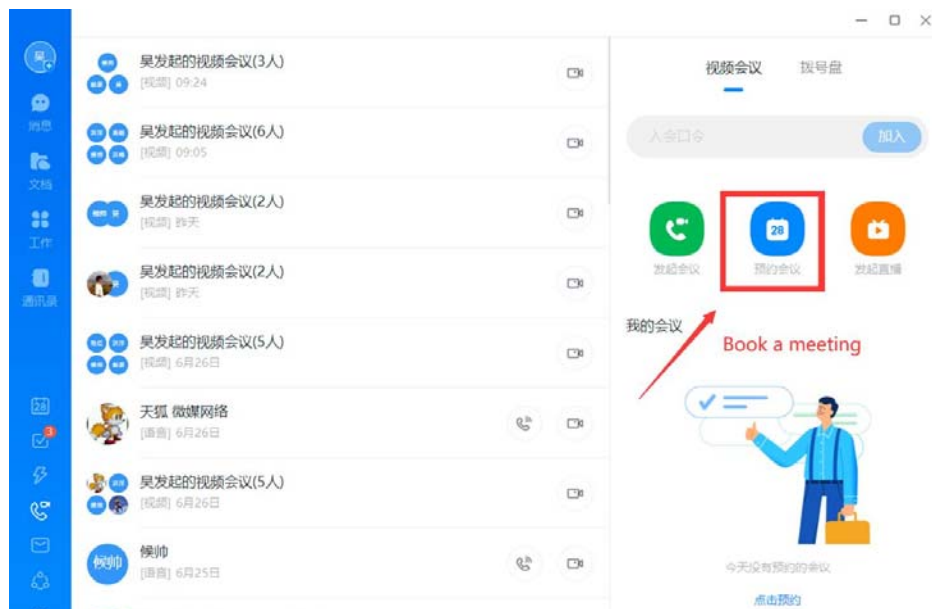 吴
消息
文档
工作
通讯录
28
3
吴发起的视频会议(3人)
[视频] 09:24
吴发起的视频会议(6人)
[视频] 09:05
吴发起的视频会议(2人)
[视频] 昨天
吴发起的视频会议(2人)
[视频] 昨天
吴发起的视频会议(5人)
[视频] 6月26日
天狐 微媒网络
[语音] 6月26日
吴发起的视频会议(5人)
[视频] 6月26日
候帅
候帅
[语音] 6月25日
视频会议 拨号盘
入会口令 加入
28
发起会议 预约会议 发起直播
我的会议
Book a meeting
今天没有预约的会议
点击预约